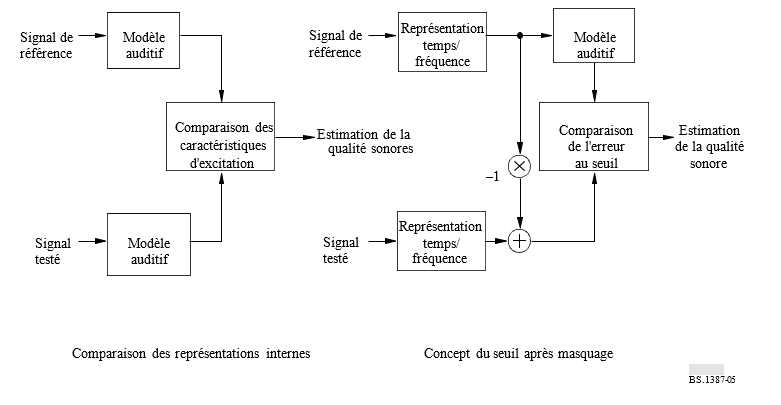 Signal de
référence
Modèle
auditif
Comparaison des
caractéristiques
d'excitation
Estimation de la
qualité sonores
Signal
testé
Modèle
auditif
Comparaison des représentations internes
Signal de
référence
Représentation
temps/
fréquence
Modèle
auditif
Comparaison
de l'erreur
au seuil
Estimation
de la qualité
sonore
–1
Signal
testé
Représentation
temps/
fréquence
Concept du seuil après masquage
BS.1387-05